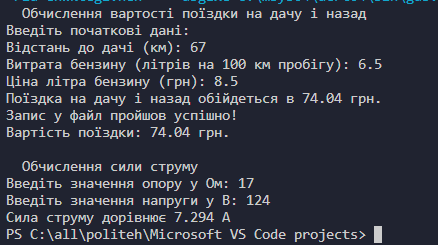 Обчислення вартості поїздки на дачу і назад
Введіть початкові дані:
Відстань до дачі (км): 67
Витрата бензину (літрів на 100 км пробігу): 6.5
Ціна літра бензину (грн): 8.5
Поїздка на дачу і назад обійдеться в 74.04 грн.
Запис у файл пройшов успішно!
Вартість поїздки: 74.04 грн.
Обчислення сили струму
Введіть значення опору у Ом: 17
Введіть значення напруги у В: 124
Сила струму дорівнює 7.294 А
PS C:\all\politeh\Microsoft VS Code projects>